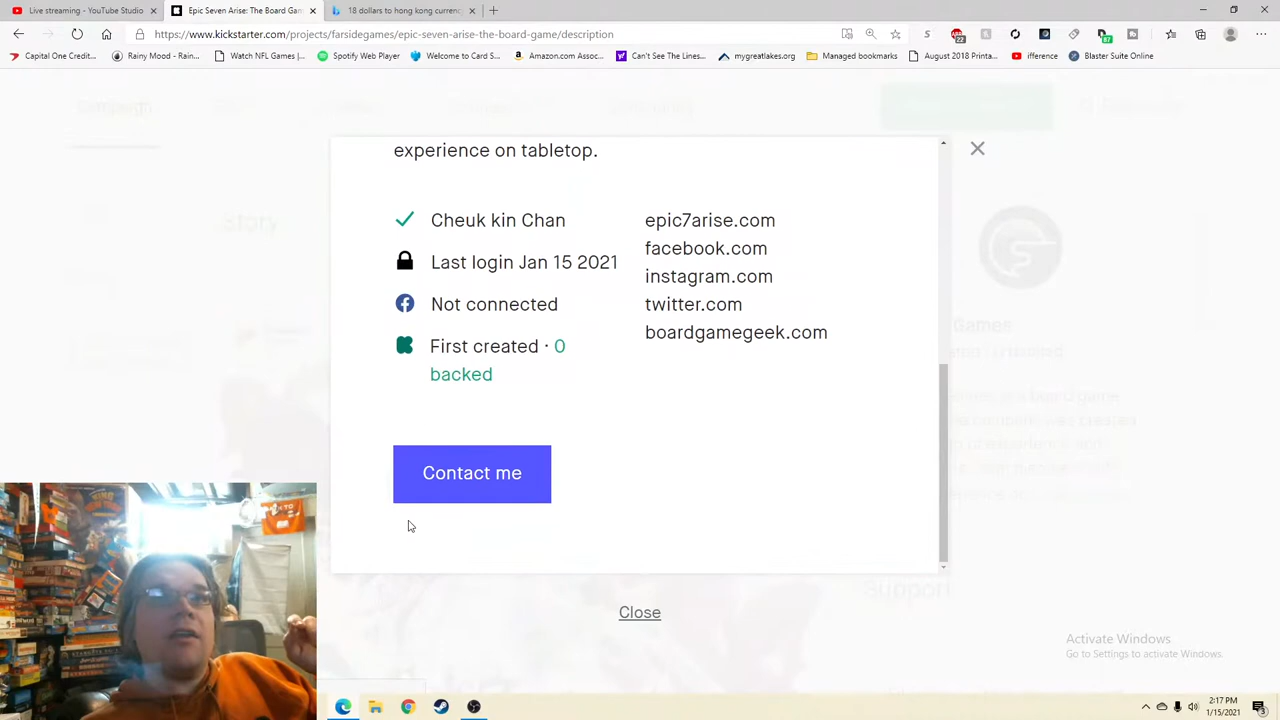 Live streaming - YouTube Studio
Epic Seven Arise: The Board Gam
18 dollars to hong kong currenc
https://www.kickstarter.com/projects/farsidegames/epic-seven-arise-the-board-game/description
Capital One Credit...
Rainy Mood - Rain...
Watch NFL Games |...
Spotify Web Player
Welcome to Card S...
Amazon.com Assoc...
Can't See The Lines...
mygreatlakes.org
Managed bookmarks
August 2018 Printa...
ifference
Blaster Suite Online
experience on tabletop.
Cheuk kin Chan
Last login Jan 15 2021
Not connected
First created · 0
backed
epic7arise.com
facebook.com
instagram.com
twitter.com
boardgamegeek.com
Contact me
Close
Story
Games
Support
Activate Windows
Go to Settings to activate Windows.
2:17 PM
1/15/2021